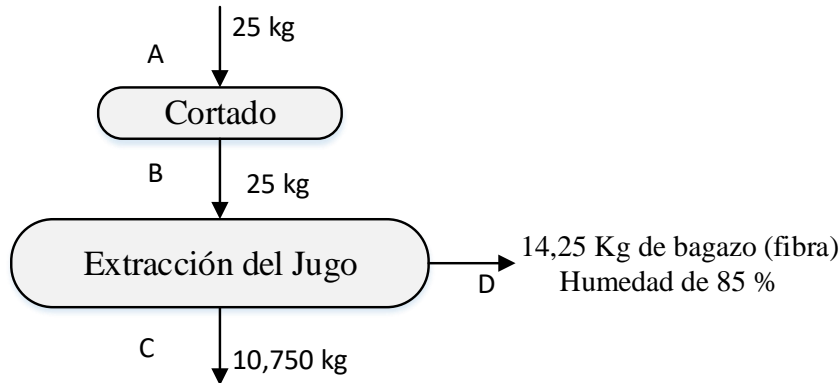 25 kg
A
Cortado
B
25 kg
Extracción del Jugo
14,25 Kg de bagazo (fibra)
Humedad de 85 %
D
C
10,750 kg